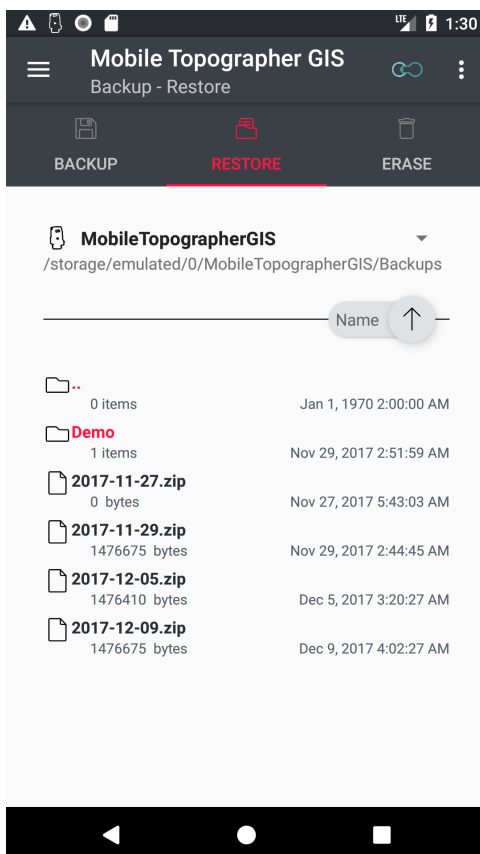 LTE 1:30
Mobile Topographer GIS
Backup - Restore
BACKUP RESTORE ERASE
MobileTopographerGIS
/storage/emulated/0/MobileTopographerGIS/Backups
Name
..
0 items Jan 1, 1970 2:00:00 AM
Demo
1 items Nov 29, 2017 2:51:59 AM
2017-11-27.zip
0 bytes Nov 27, 2017 5:43:03 AM
2017-11-29.zip
1476675 bytes Nov 29, 2017 2:44:45 AM
2017-12-05.zip
1476410 bytes Dec 5, 2017 3:20:27 AM
2017-12-09.zip
1476675 bytes Dec 9, 2017 4:02:27 AM